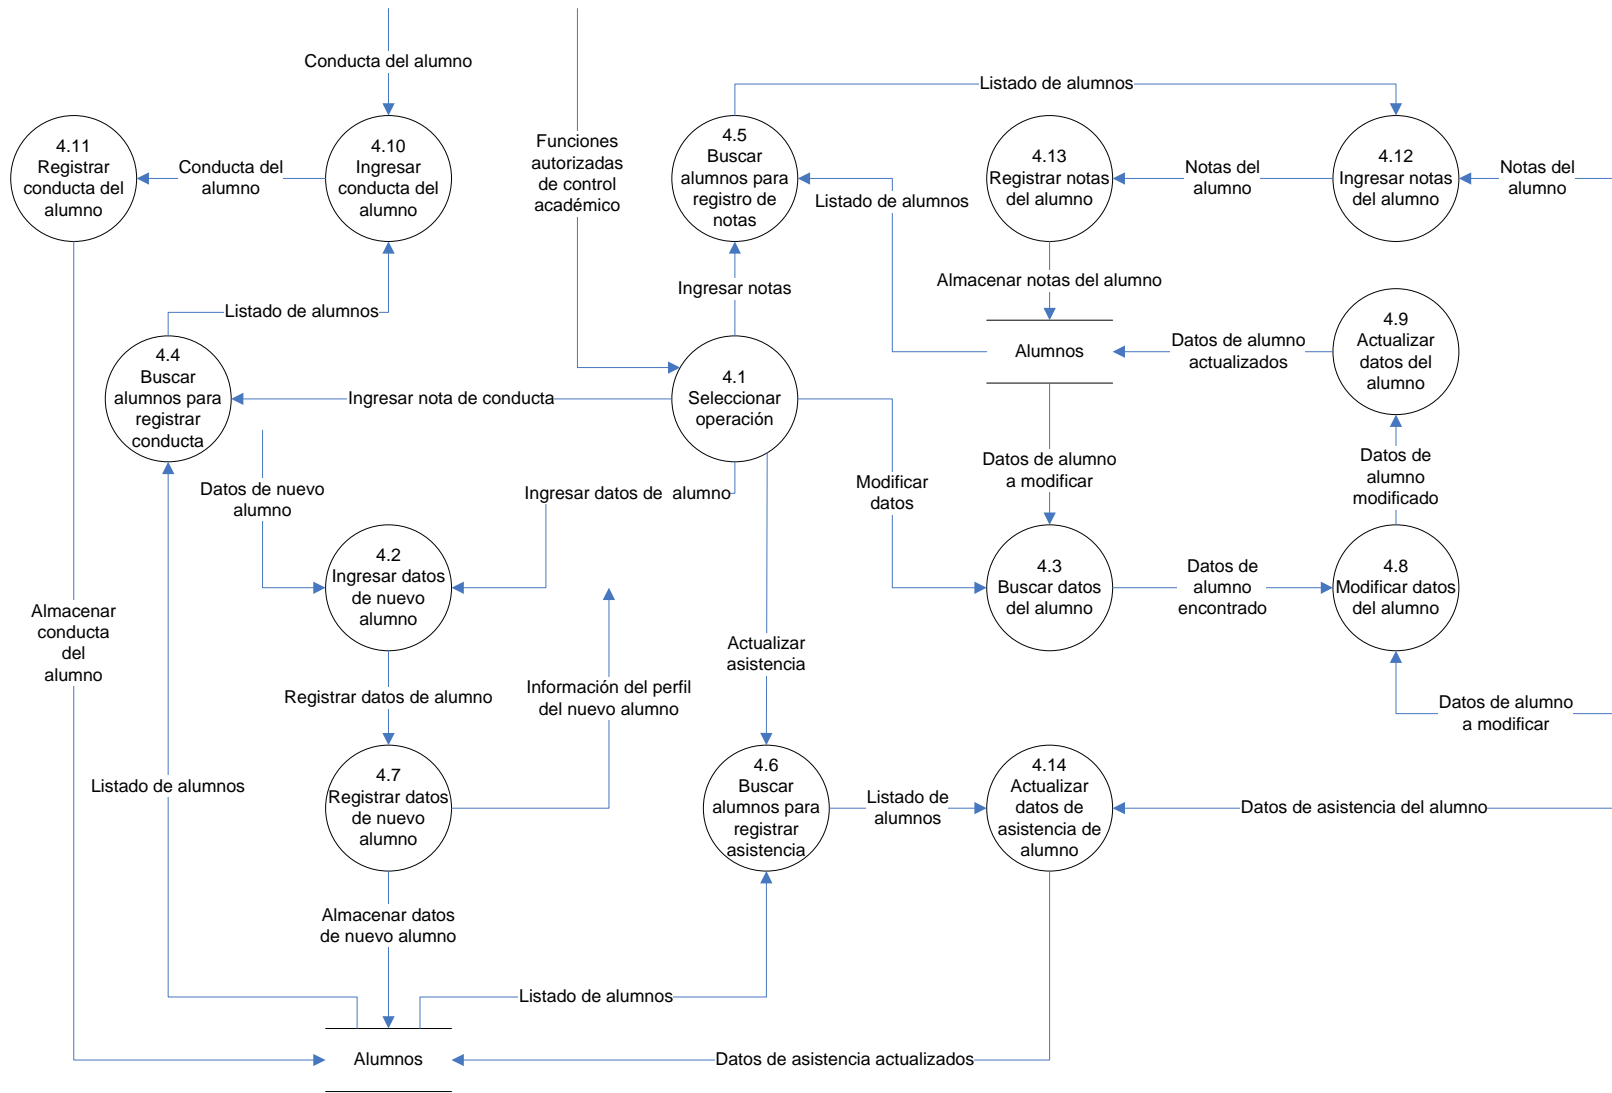 Conducta del alumno
Listado de alumnos
4.11
Registrar
conducta del
alumno
Conducta del
alumno
4.10
Ingresar
conducta del
alumno
Funciones
autorizadas
de control
académico
4.5
Buscar
alumnos para
registro de
notas
Listado de alumnos
4.13
Registrar notas
del alumno
Notas del
alumno
4.12
Ingresar notas
del alumno
Notas del
alumno
Ingresar notas
Almacenar notas del alumno
Listado de alumnos
4.4
Buscar
alumnos para
registrar
conducta
Ingresar nota de conducta
4.1
Seleccionar
operación
Alumnos
Datos de alumno
actualizados
4.9
Actualizar
datos del
alumno
Datos de nuevo
alumno
Ingresar datos de  alumno
Modificar
datos
Datos de alumno
a modificar
Datos de
alumno
modificado
4.2
Ingresar datos
de nuevo
alumno
4.3
Buscar datos
del alumno
Datos de
alumno
encontrado
4.8
Modificar datos
del alumno
Almacenar
conducta
del
alumno
Actualizar
asistencia
Registrar datos de alumno
Información del perfil
del nuevo alumno
Datos de alumno
a modificar
Listado de alumnos
4.7
Registrar datos
de nuevo
alumno
4.6
Buscar
alumnos para
registrar
asistencia
Listado de
alumnos
4.14
Actualizar
datos de
asistencia de
alumno
Datos de asistencia del alumno
Almacenar datos
de nuevo alumno
Listado de alumnos
Alumnos
Datos de asistencia actualizados